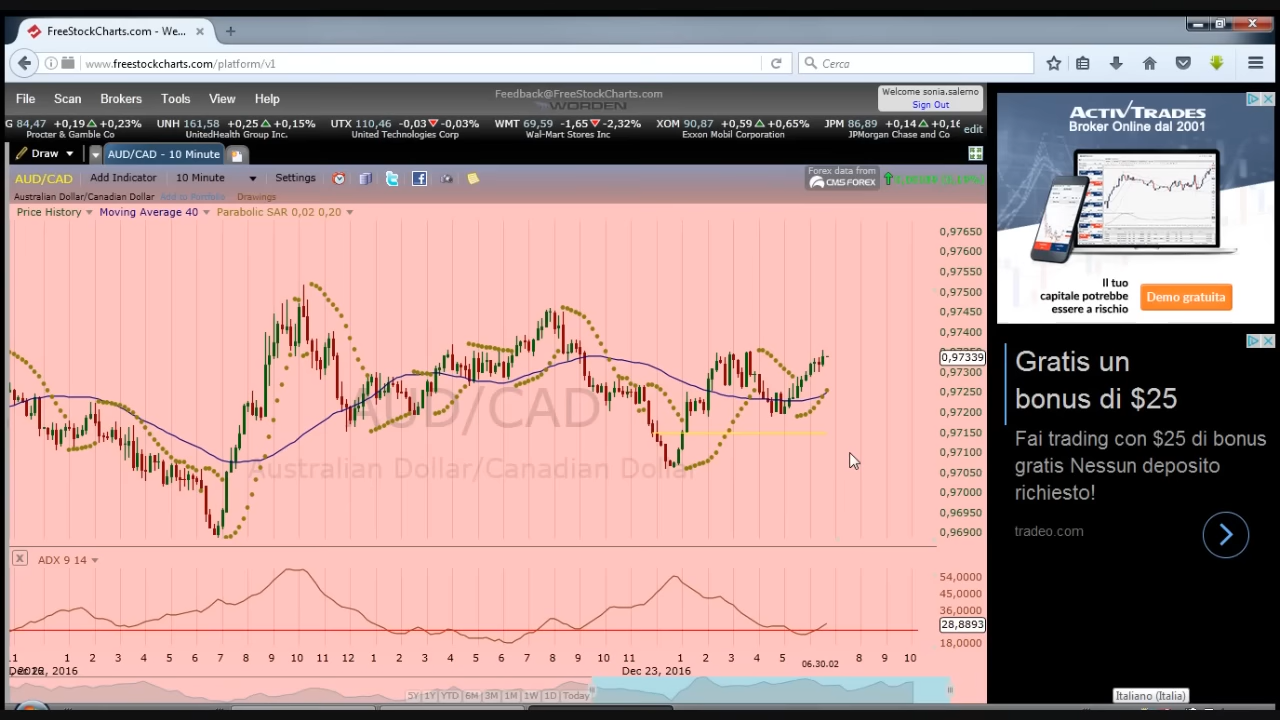 FreeStockCharts.com - We...
www.freestockcharts.com/platform/v1
Cerca
File Scan Brokers Tools View Help
Feedback@FreeStockCharts.com
WORDEN
Welcome sonia.salerno
Sign Out
G 84,47 +0,19 +0,23% UNH 161,58 +0,25 +0,15% UTX 110,46 -0,03 -0,03% WMT 69,59 -1,65 -2,32% XOM 90,87 +0,59 +0,65% JPM 86,89 +0,14 +0,16
Procter & Gamble Co UnitedHealth Group Inc. United Technologies Corp Wal-Mart Stores Inc Exxon Mobil Corporation JPMorgan Chase and Co
edit
Draw AUD/CAD - 10 Minute
AUD/CAD Add Indicator 10 Minute Settings
Forex data from
CMS FOREX
Australian Dollar/Canadian Dollar Add to Portfolio Drawings
Price History Moving Average 40 Parabolic SAR 0,02 0,20
AUD/CAD
Australian Dollar/Canadian Dollar
0,97650
0,97600
0,97550
0,97500
0,97450
0,97400
0,97339
0,97300
0,97250
0,97200
0,97150
0,97100
0,97050
0,97000
0,96950
0,96900
X ADX 9 14
54,0000
45,0000
36,0000
28,8893
18,0000
1 2 3 4 5 6 7 8 9 10 11 12 1 2 3 4 5 6 7 8 9 10 11 1 2 3 4 5 06.30.02 8 9 10
2016 Dec 23, 2016
5Y 1Y YTD 6M 3M 1M 1W 1D Today
ACTIVTRADES
Broker Online dal 2001
Il tuo
capitale potrebbe
essere a rischio
Demo gratuita
Gratis un
bonus di $25
Fai trading con $25 di bonus
gratis Nessun deposito
richiesto!
tradeo.com
Italiano (Italia)